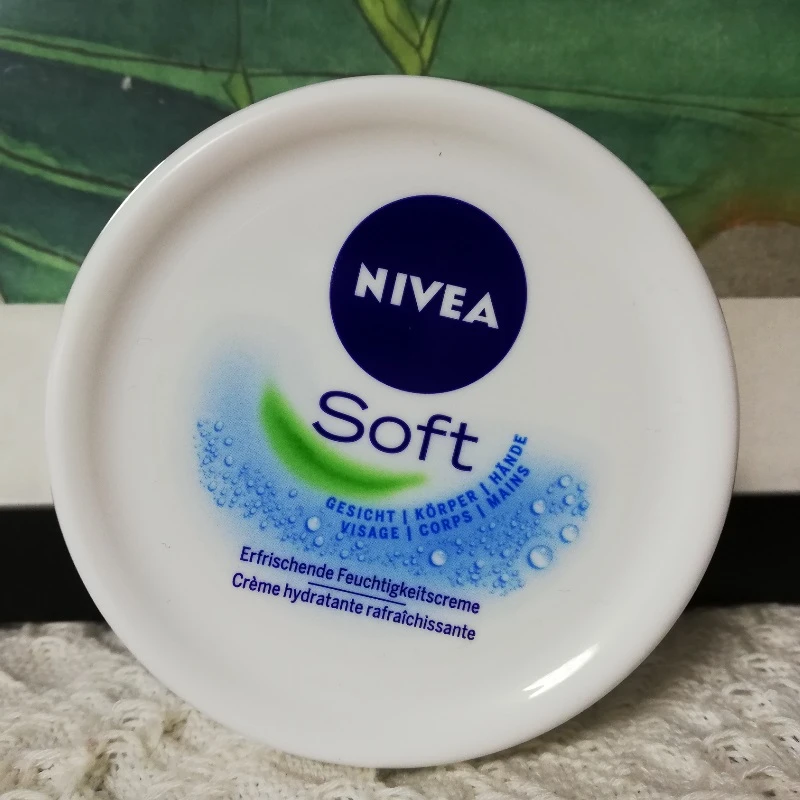 NIVEA
Soft
GESICHT | KÖRPER | HÄNDE
VISAGE | CORPS | MAINS
Erfrischende Feuchtigkeitscreme
Crème hydratante rafraîchissante